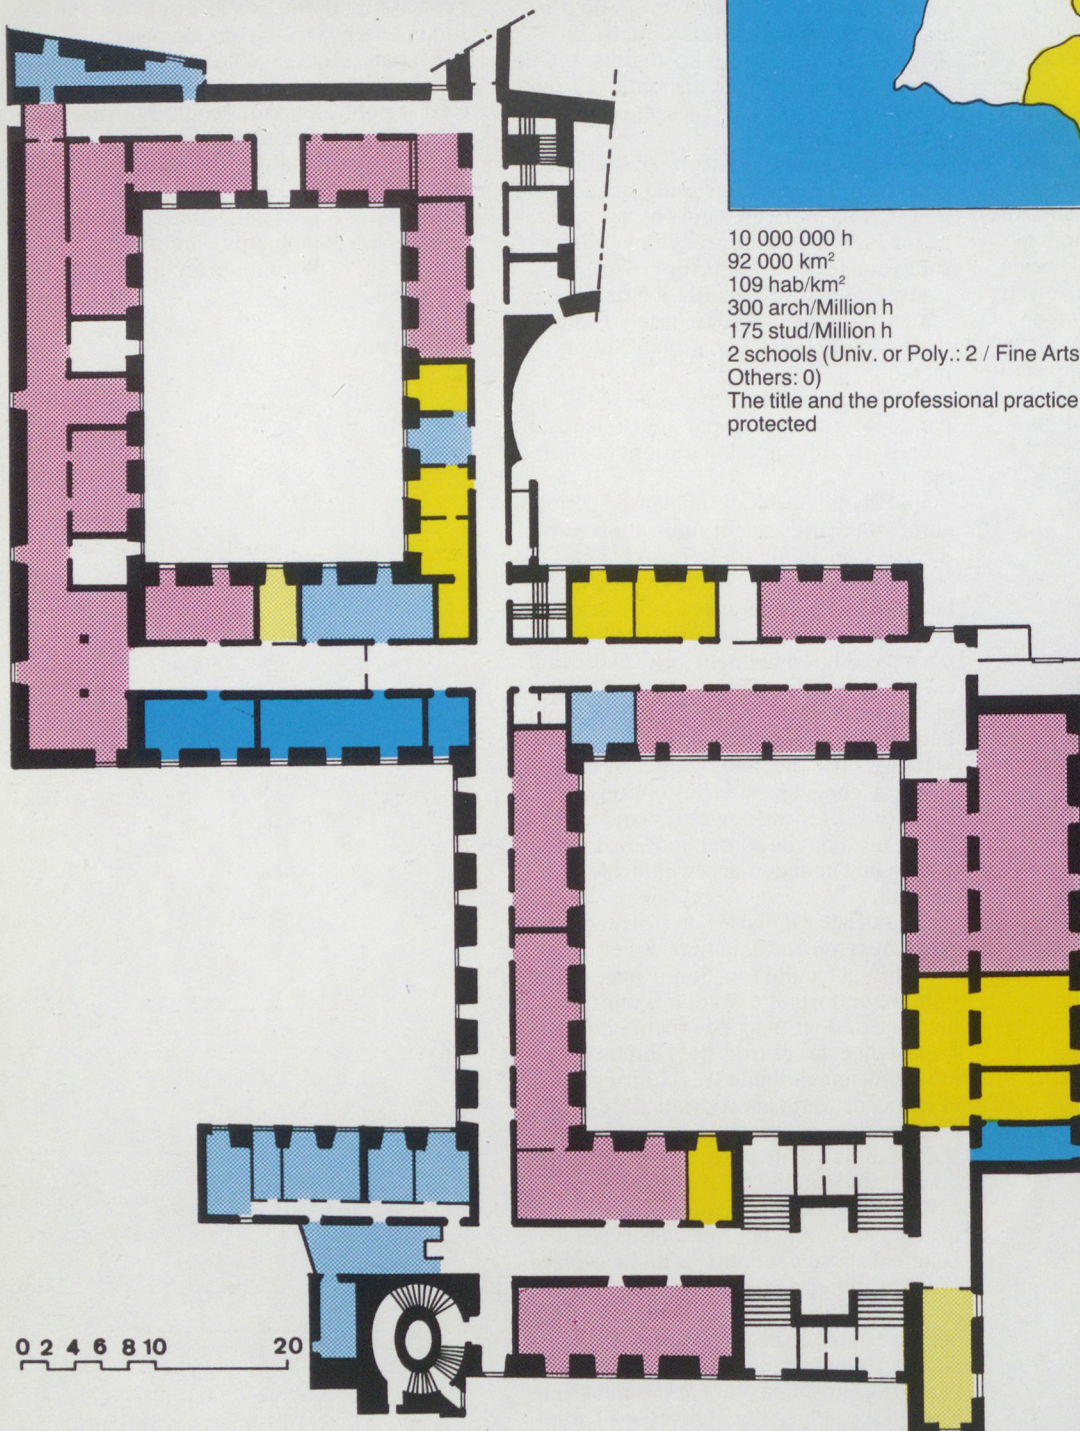 10 000 000 h
92 000 km²
109 hab/km²
300 arch/Million h
175 stud/Million h
2 schools (Univ. or Poly.: 2 / Fine Arts
Others: 0)
The title and the professional practice
protected
0 2 4 6 8 10 20